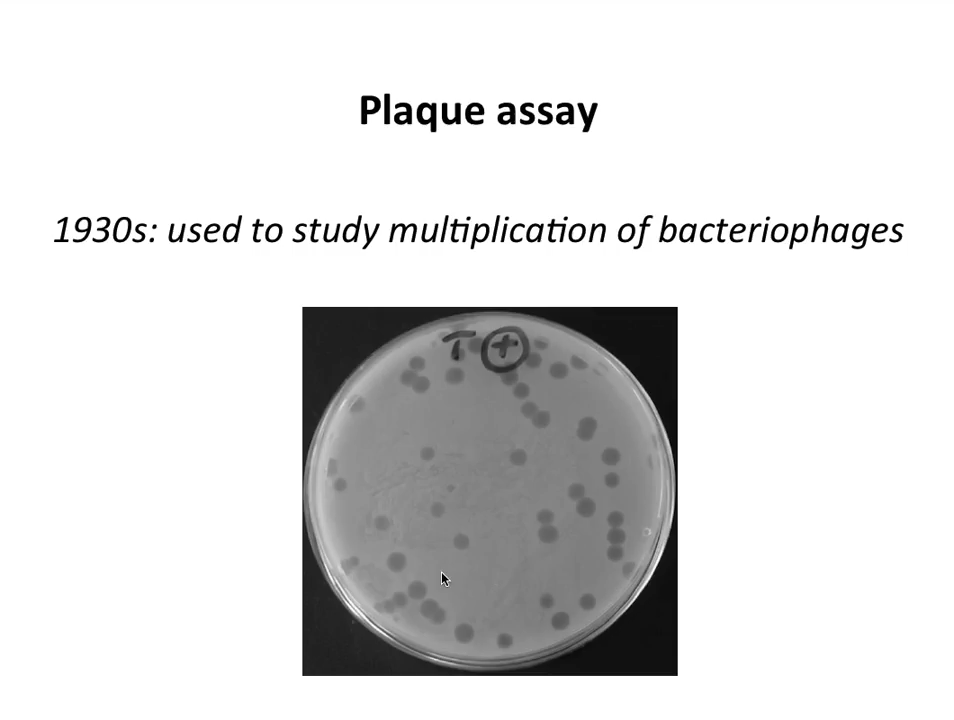 Plaque assay
1930s: used to study multiplication of bacteriophages
T +